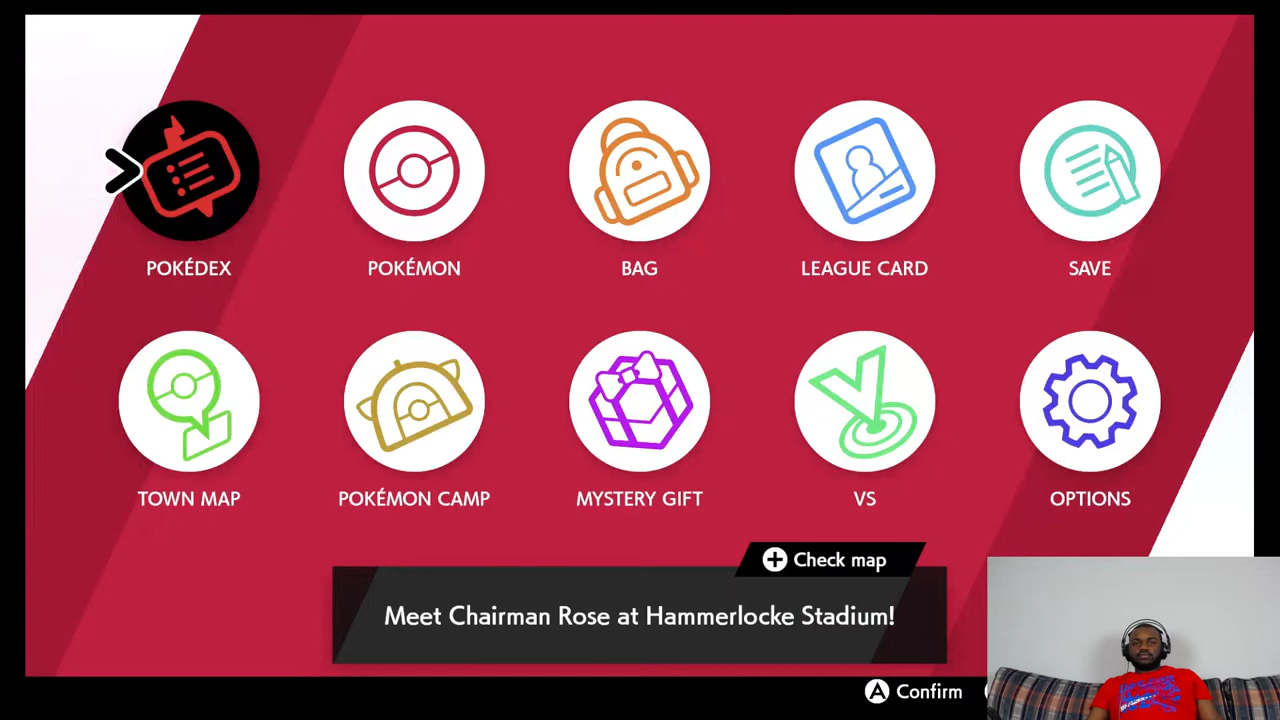 POKÉDEX
POKÉMON
BAG
LEAGUE CARD
SAVE
TOWN MAP
POKÉMON CAMP
MYSTERY GIFT
VS
OPTIONS
Check map
Meet Chairman Rose at Hammerlocke Stadium!
A Confirm